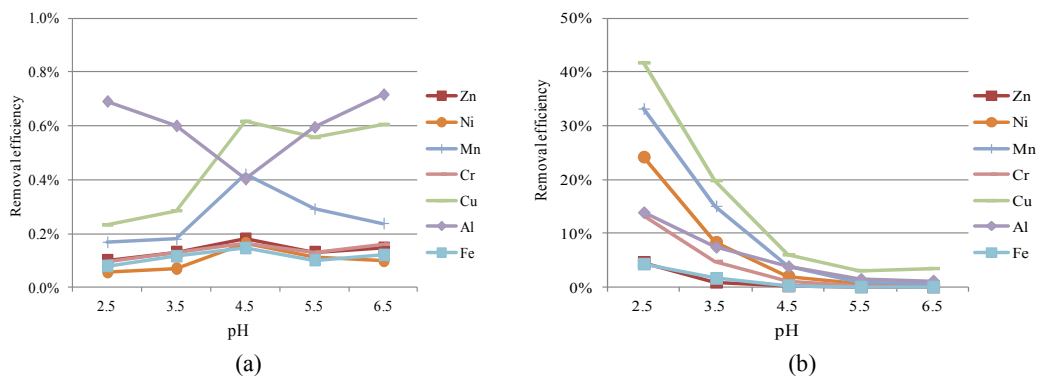 1.0%
0.8%
0.6%
0.4%
0.2%
0.0%
Removal efficiency
2.5 3.5 4.5 5.5 6.5
pH
Zn
Ni
Mn
Cr
Cu
Al
Fe
(a)
50%
40%
30%
20%
10%
0%
Removal efficiency
2.5 3.5 4.5 5.5 6.5
pH
Zn
Ni
Mn
Cr
Cu
Al
Fe
(b)